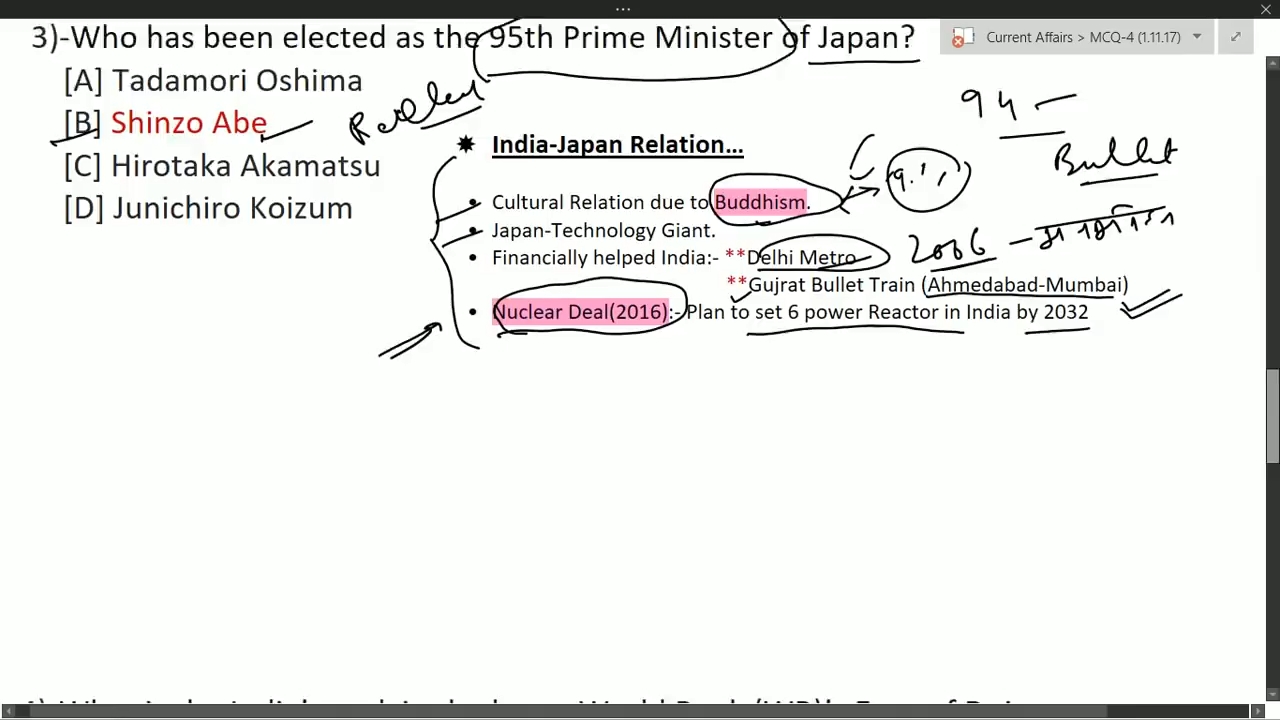 3)-Who has been elected as the 95th Prime Minister of Japan?
Current Affairs > MCQ-4 (1.11.17)
[A] Tadamori Oshima
[B] Shinzo Abe
[C] Hirotaka Akamatsu
[D] Junichiro Koizum
94
Bullet
India-Japan Relation...
Cultural Relation due to Buddhism.
Japan-Technology Giant.
Financially helped India:- **Delhi Metro
2006
**Gujrat Bullet Train (Ahmedabad-Mumbai)
Nuclear Deal(2016):- Plan to set 6 power Reactor in India by 2032